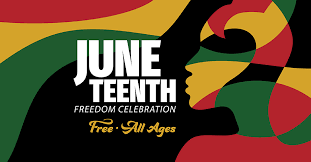 JUNE
TEENTH
FREEDOM CELEBRATION
Free · All Ages